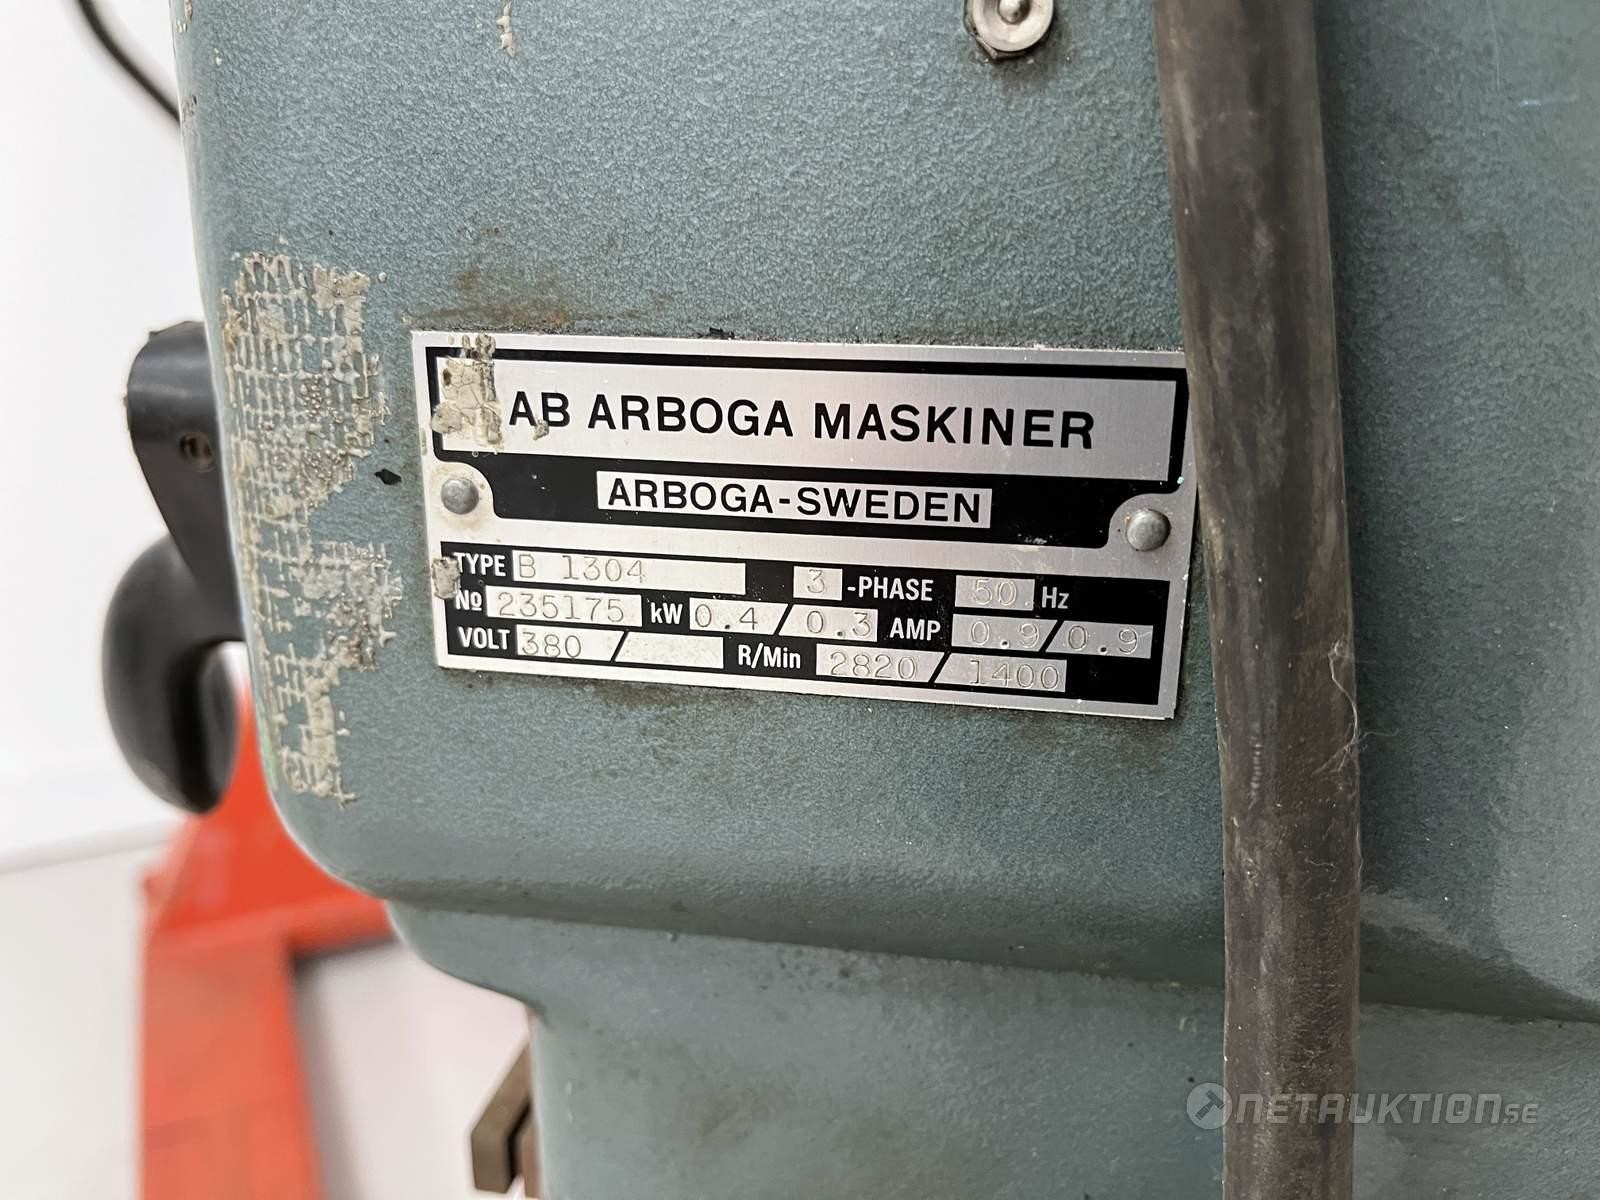 AB ARBOGA MASKINER
ARBOGA-SWEDEN
TYPE B 1304 3 -PHASE 50 Hz
No 235175 kW 0.4 / 0.3 AMP 0.9 / 0.9
VOLT 380 / R/Min 2820 / 1400
NETAUKTION.SE